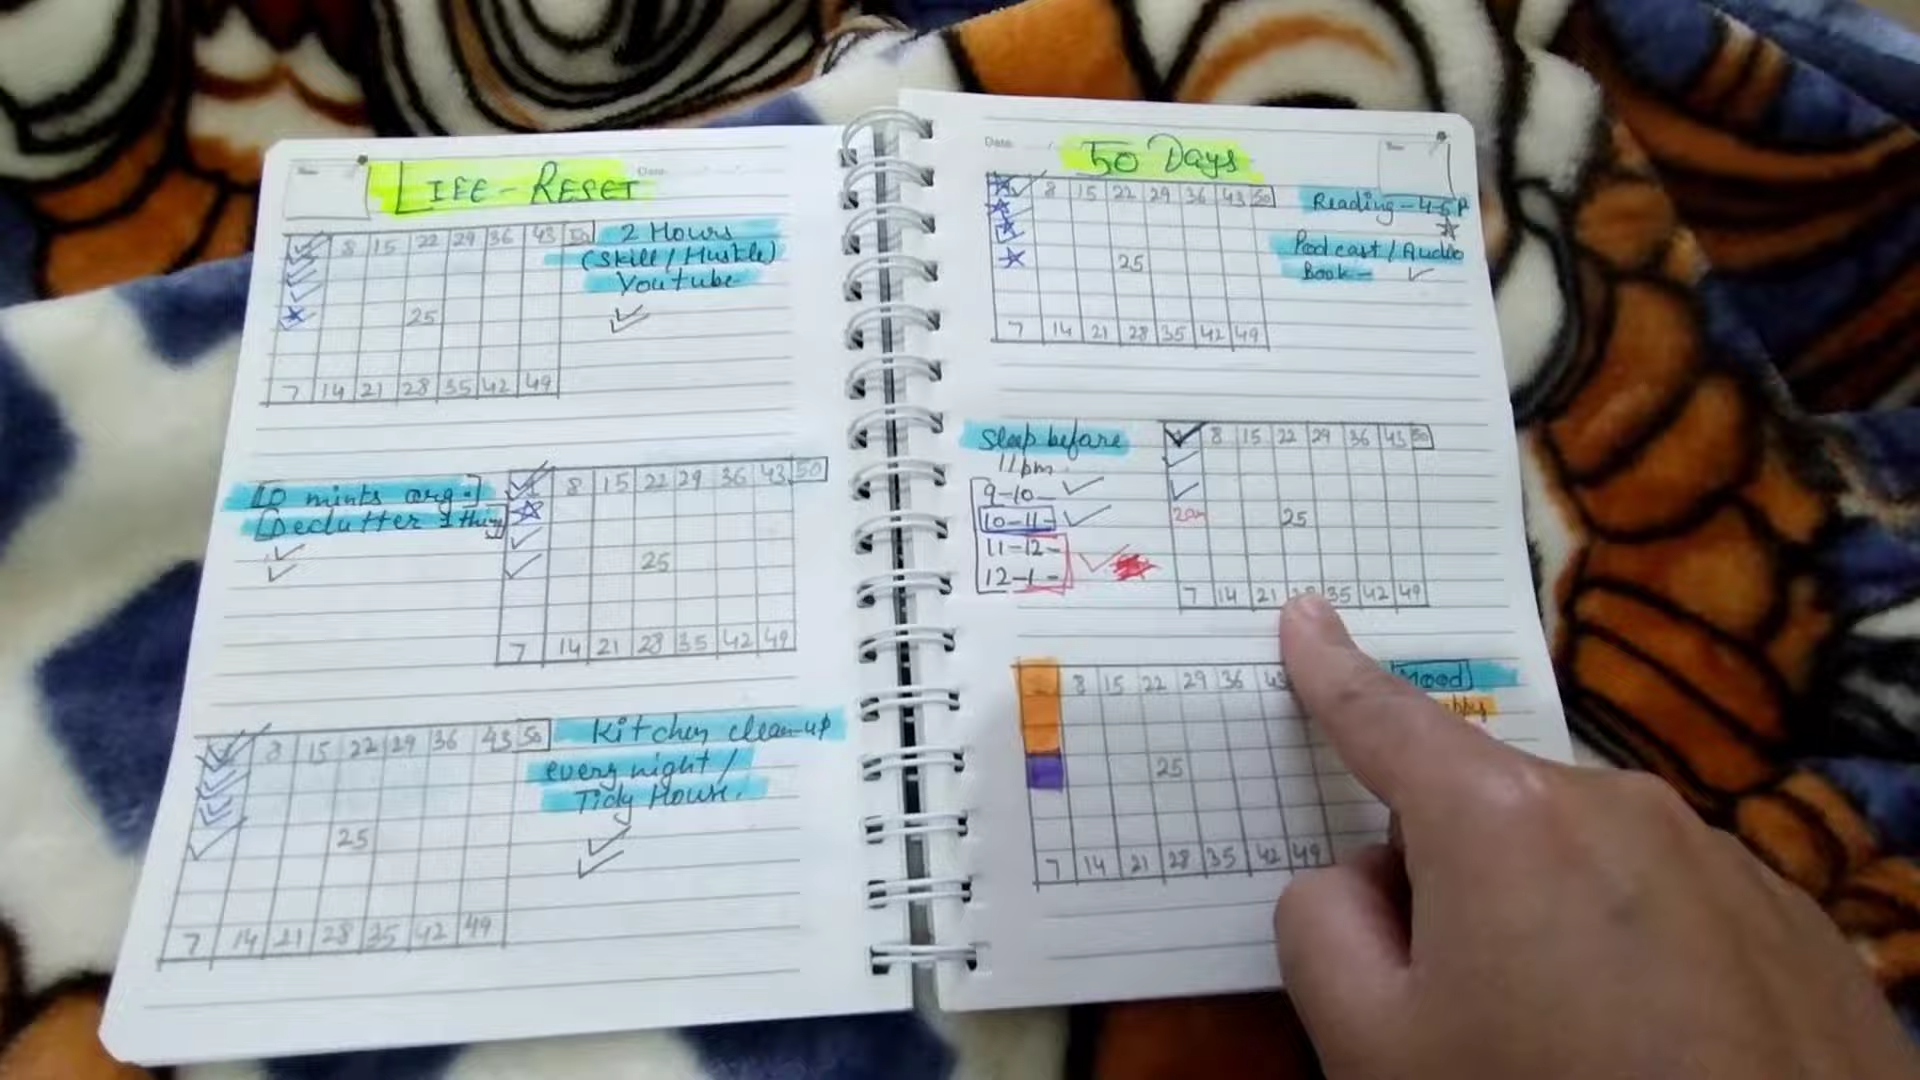 LIFE-RESET
8 15 22 29 36 43 50
2 Hours
(Skill/Hustle)
Youtube
25
7 14 21 28 35 42 49
10 mints org.
Declutter 1 thing
1 8 15 22 29 36 43 50
25
7 14 21 28 35 42 49
8 15 22 29 36 43 50
Kitchen clean-up
every night /
Tidy House.
25
7 14 21 28 35 42 49
Date
Date
50 Days
8 15 22 29 36 43 50
Reading - 4-5 P
Podcast/Audio
Book -
25
7 14 21 28 35 42 49
Sleep before
11pm
9-10-
10-11-
11-12-
12-1-
8 15 22 29 36 43 50
2am
25
7 14 21 28 35 42 49
8 15 22 29 36 43
Mood
25
7 14 21 28 35 42 49